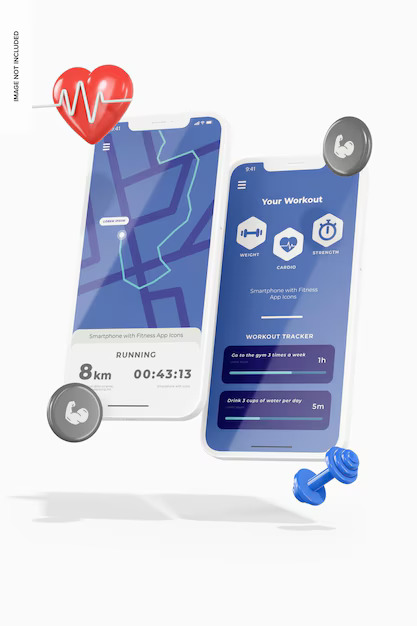 IMAGE NOT INCLUDED
9:41
LOREM IPSUM
Smartphone with Fitness App Icons
RUNNING
8km
00:43:13
9:41
Your Workout
WEIGHT
CARDIO
STRENGTH
Smartphone with Fitness
App Icons
WORKOUT TRACKER
Go to the gym 3 times a week
1h
Drink 3 cups of water per day
5m